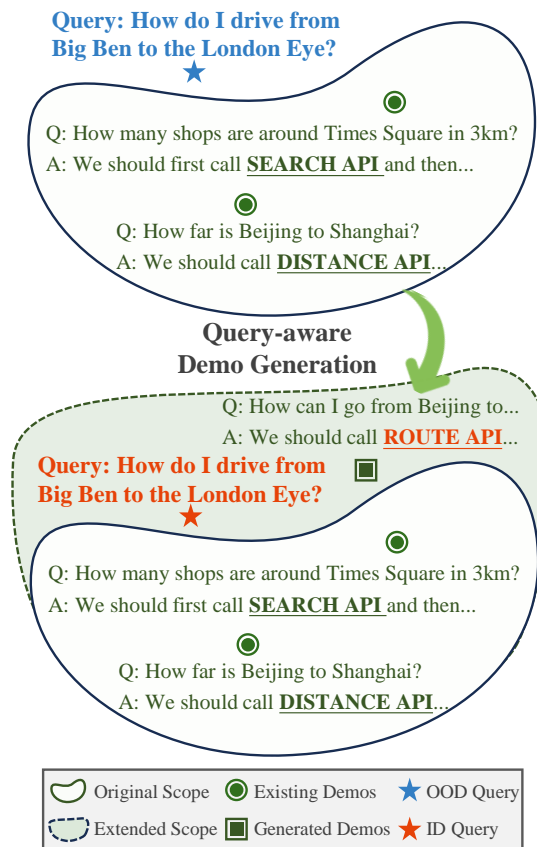 Query: How do I drive from
Big Ben to the London Eye?
Q: How many shops are around Times Square in 3km?
A: We should first call SEARCH API and then...
Q: How far is Beijing to Shanghai?
A: We should call DISTANCE API...
Query-aware
Demo Generation
Q: How can I go from Beijing to...
A: We should call ROUTE API...
Query: How do I drive from
Big Ben to the London Eye?
Q: How many shops are around Times Square in 3km?
A: We should first call SEARCH API and then...
Q: How far is Beijing to Shanghai?
A: We should call DISTANCE API...
Original Scope Existing Demos OOD Query
Extended Scope Generated Demos ID Query